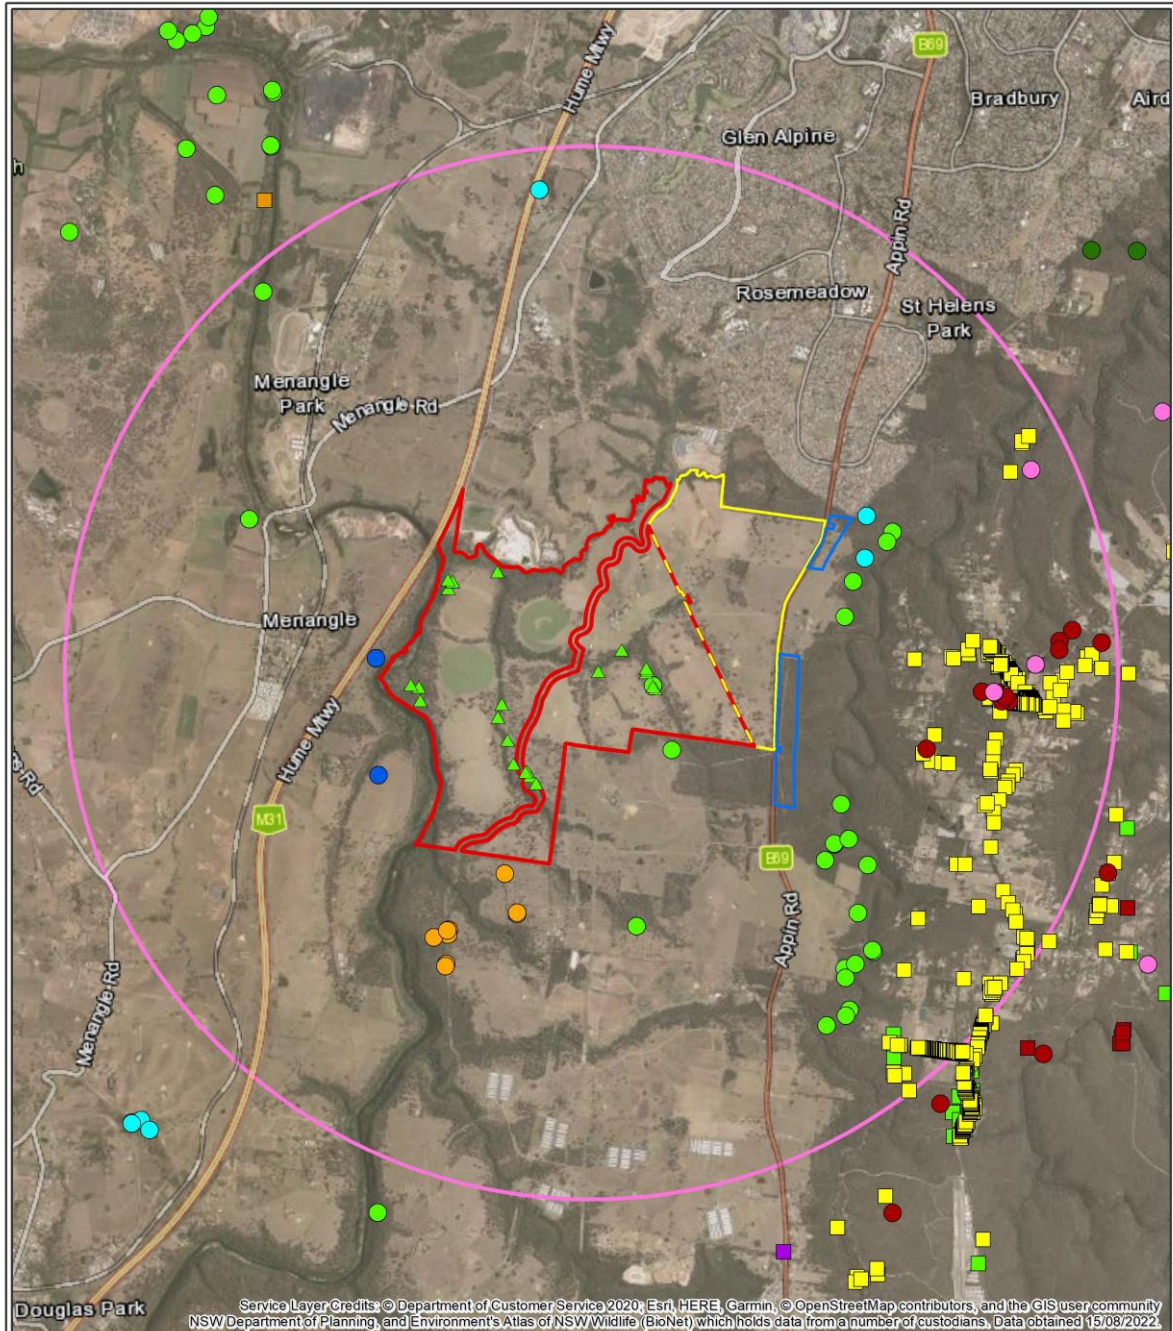 Hume Mtwy
B69
Bradbury
Aird
Glen Alpine
h
Appin Rd
Rosemeadow
St Helens
Park
Menangle
Park
Menangle Rd
Menangle
Hume Mtwy
M31
B69
Appin Rd
Menangle Rd
Douglas Park
Service Layer Credits: © Department of Customer Service 2020; Esri, HERE, Garmin, © OpenStreetMap contributors, and the GIS user community
NSW Department of Planning, and Environment's Atlas of NSW Wildlife (BioNet) which holds data from a number of custodians. Data obtained 15/08/2022.